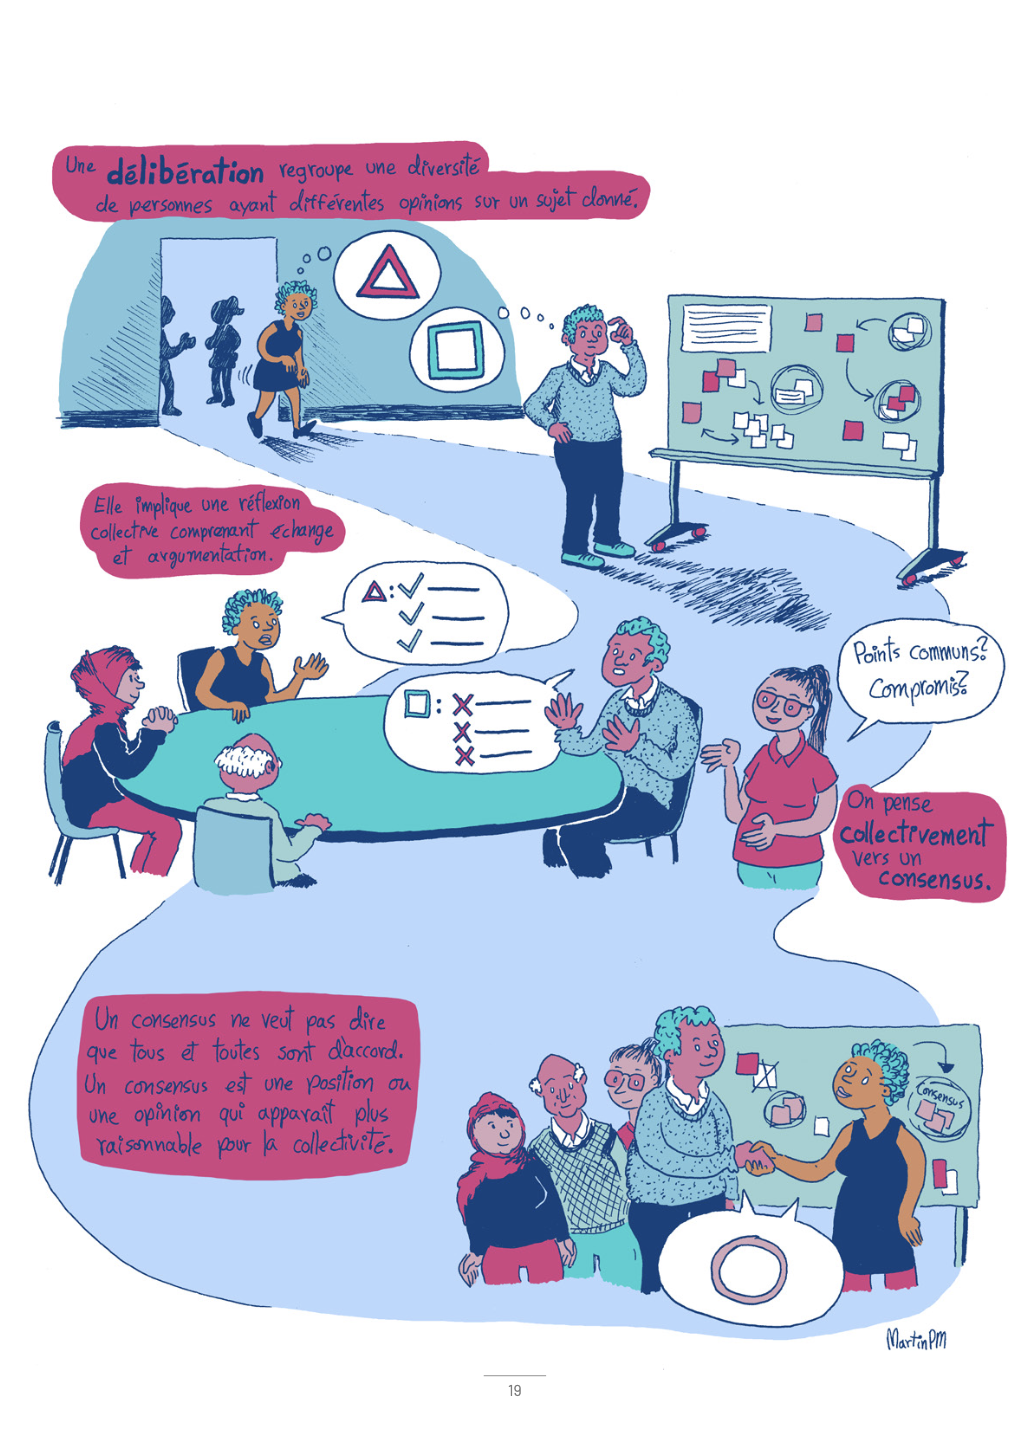 Une délibération regroupe une diversité
de personnes ayant différentes opinions sur un sujet donné.
Elle implique une réflexion
collective comprenant échange
et argumentation.
Points communs?
Compromis?
On pense
collectivement
vers un
consensus.
Un consensus ne veut pas dire
que tous et toutes sont d'accord.
Un consensus est une position ou
une opinion qui apparaît plus
raisonnable pour la collectivité.
Consensus
MartinPM
19